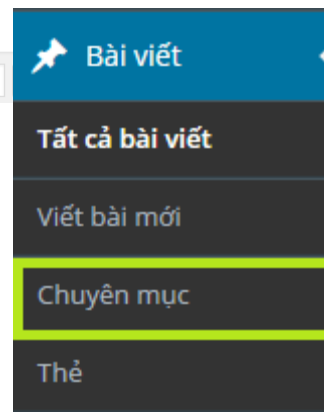 Bài viết
Tất cả bài viết
Viết bài mới
Chuyên mục
Thẻ